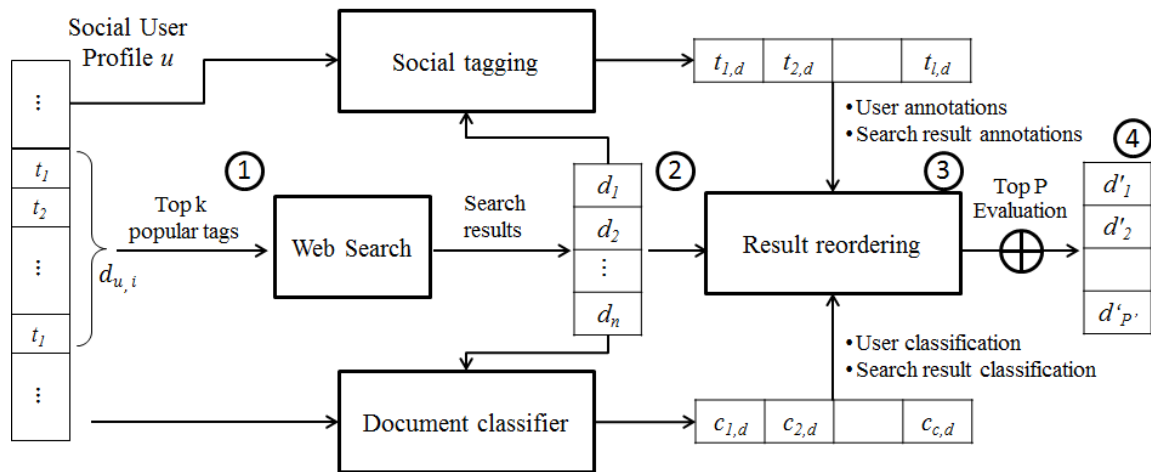 Social User
Profile u
⋮
t1
t2
⋮
t1
⋮
du,i
1
Top k
popular tags
Web Search
Search
results
Social tagging
d1
d2
⋮
dn
Document classifier
2
t1,d t2,d tl,d
• User annotations
• Search result annotations
3
Result reordering
• User classification
• Search result classification
c1,d c2,d cc,d
Top P
Evaluation
4
d'1
d'2
d‘P’